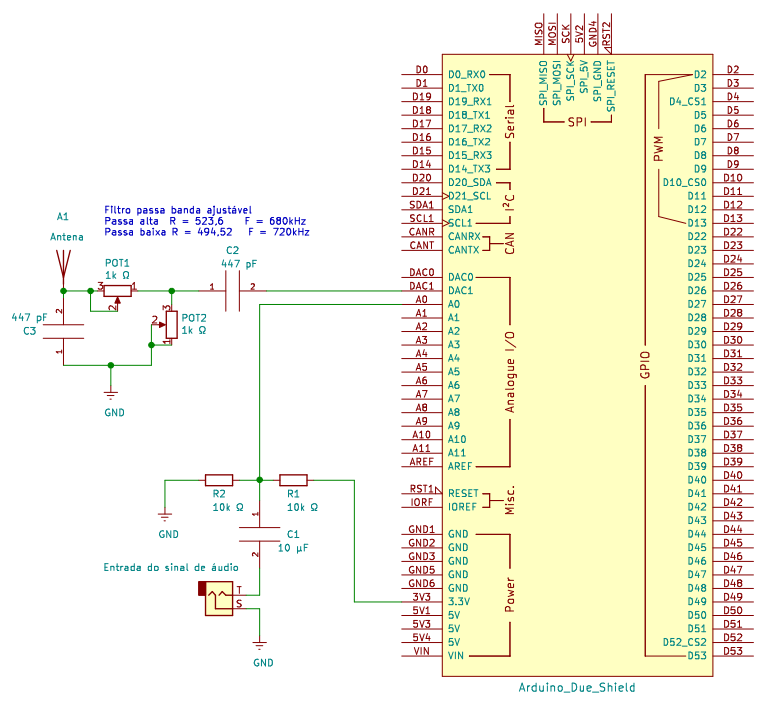 MISO
MOSI
SCK
5V2
GND4
RST2
SPI_MISO
SPI_MOSI
SPI_SCK
SPI_5V
SPI_GND
SPI_RESET
SPI
D0 D0_RX0
D1 D1_TX0
D19 D19_RX1
D18 D18_TX1
D17 D17_RX2
D16 D16_TX2
D15 D15_RX3
D14 D14_TX3
Serial
D20 D20_SDA
D21 D21_SCL
SDA1 SDA1
SCL1 SCL1
I²C
CANR CANRX
CANT CANTX
CAN
DAC0 DAC0
DAC1 DAC1
A0 A0
A1 A1
A2 A2
A3 A3
A4 A4
A5 A5
A6 A6
A7 A7
A8 A8
A9 A9
A10 A10
A11 A11
AREF AREF
Analogue I/O
RST1 RESET
IORF IOREF
Misc.
GND1 GND
GND2 GND
GND3 GND
GND5 GND
GND6 GND
3V3 3.3V
5V1 5V
5V3 5V
5V4 5V
VIN VIN
Power
D2 D2
D3 D3
D4_CS1 D4
D5 D5
D6 D6
D7 D7
D8 D8
D9 D9
D10_CS0 D10
D11 D11
D12 D12
D13 D13
PWM
D22 D22
D23 D23
D24 D24
D25 D25
D26 D26
D27 D27
D28 D28
D29 D29
D30 D30
D31 D31
D32 D32
D33 D33
D34 D34
D35 D35
D36 D36
D37 D37
D38 D38
D39 D39
D40 D40
D41 D41
D42 D42
D43 D43
D44 D44
D45 D45
D46 D46
D47 D47
D48 D48
D49 D49
D50 D50
D51 D51
D52_CS2 D52
D53 D53
GPIO
Arduino_Due_Shield
Filtro passa banda ajustável
Passa alta R = 523,6 F = 680kHz
Passa baixa R = 494,52 F = 720kHz
A1
Antena
POT1
1k Ω
3
1
2
C2
447 pF
1
2
3
2
1
POT2
1k Ω
447 pF
C3
2
1
GND
R2
10k Ω
R1
10k Ω
GND
1
2
C1
10 µF
Entrada do sinal de áudio
T
S
GND